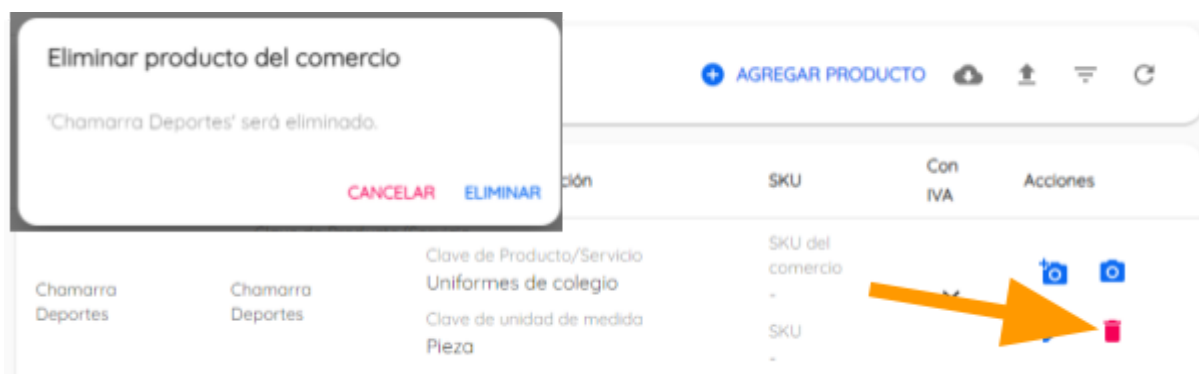 Eliminar producto del comercio
'Chamarra Deportes' será eliminado.
CANCELAR ELIMINAR
AGREGAR PRODUCTO
ción SKU Con IVA Acciones
Chamarra Deportes
Chamarra Deportes
Clave de Producto/Servicio
Uniformes de colegio
Clave de unidad de medida
Pieza
SKU del comercio
-
SKU
-